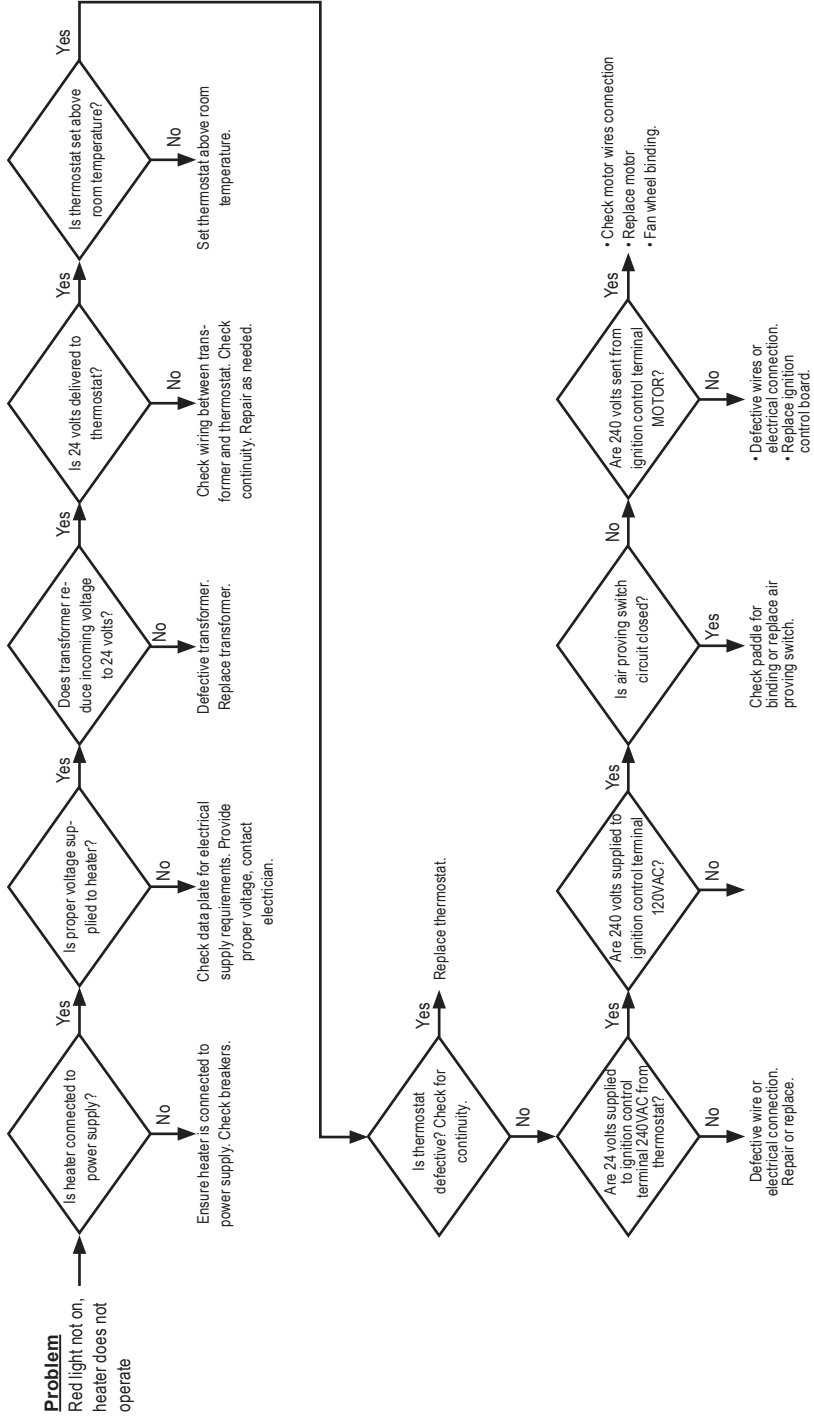 Problem
Red light not on,
heater does not
operate
Is heater connected to
power supply?
Yes
No
Ensure heater is connected to
power supply. Check breakers.
Is proper voltage sup-
plied to heater?
Yes
No
Check data plate for electrical
supply requirements. Provide
proper voltage, contact
electrician.
Does transformer re-
duce incoming voltage
to 24 volts?
Yes
No
Defective transformer.
Replace transformer.
Is 24 volts delivered to
thermostat?
Yes
No
Check wiring between trans-
former and thermostat. Check
continuity. Repair as needed.
Is thermostat set above
room temperature?
Yes
No
Set thermostat above room
temperature.
Is thermostat
defective? Check for
continuity.
Yes
Replace thermostat.
No
Are 24 volts supplied
to ignition control
terminal 240VAC from
thermostat?
Yes
No
Defective wire or
electrical connection.
Repair or replace.
Are 240 volts supplied to
ignition control terminal
120VAC?
Yes
No
Is air proving switch
circuit closed?
No
Yes
Check paddle for
binding or replace air
proving switch.
Are 240 volts sent from
ignition control terminal
MOTOR?
Yes
• Check motor wires connection
• Replace motor
• Fan wheel binding.
No
• Defective wires or
electrical connection.
• Replace ignition
control board.